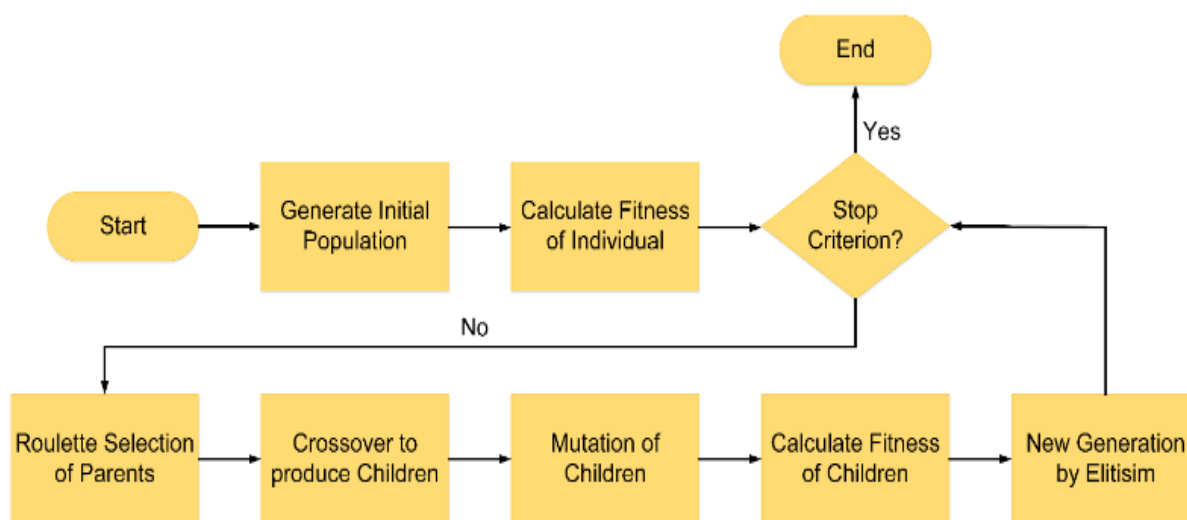 End
Yes
Start
Generate Initial
Population
Calculate Fitness
of Individual
Stop
Criterion?
No
Roulette Selection
of Parents
Crossover to
produce Children
Mutation of
Children
Calculate Fitness
of Children
New Generation
by Elitisim